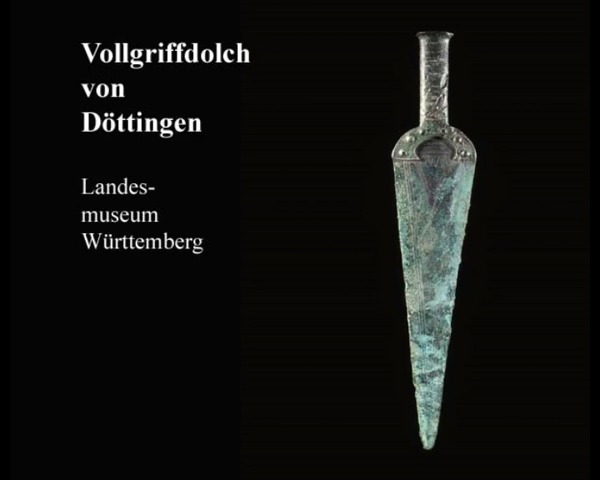 Vollgriffdolch
von
Döttingen
Landes-
museum
Württemberg